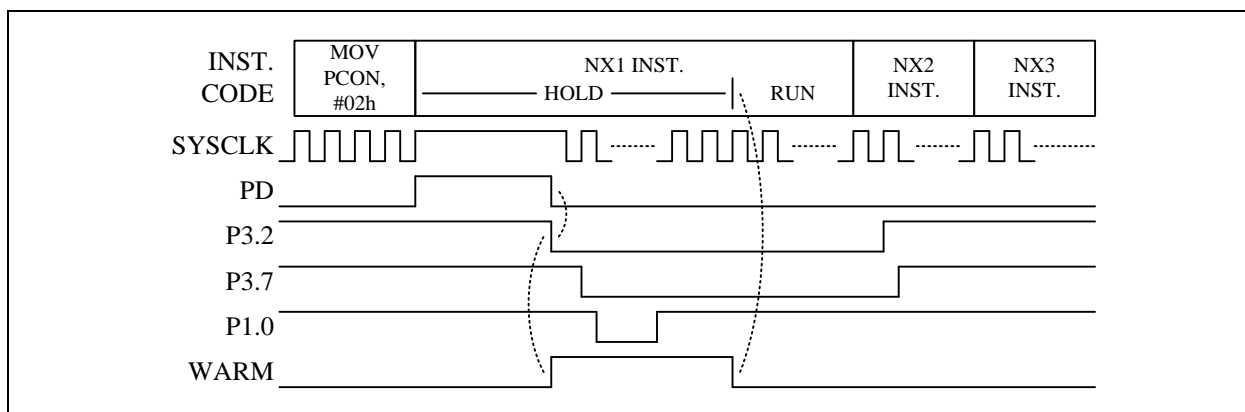 INST.
CODE
MOV
PCON,
#02h
NX1 INST.
HOLD
RUN
NX2
INST.
NX3
INST.
SYSCLK
PD
P3.2
P3.7
P1.0
WARM